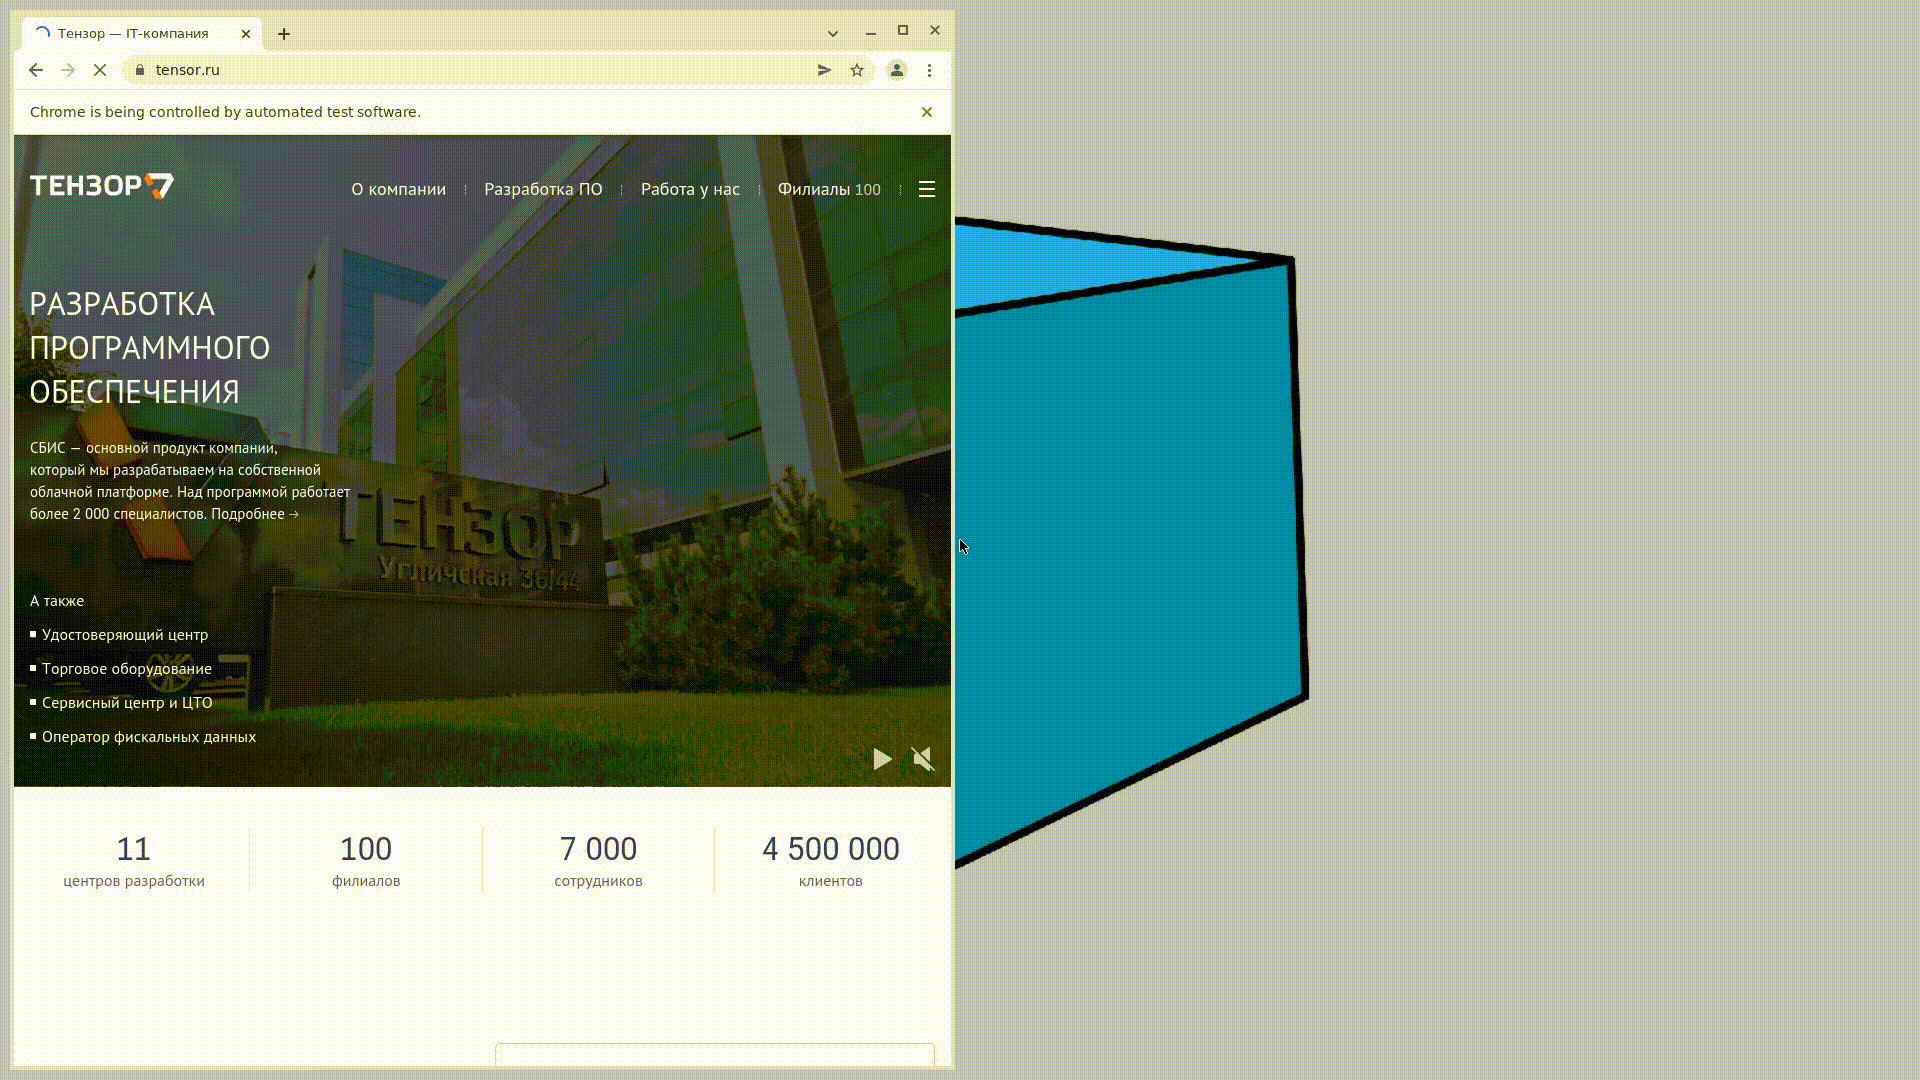 Тензор — IT-компания
tensor.ru
Chrome is being controlled by automated test software.
ТЕНЗОР
О компании
Разработка ПО
Работа у нас
Филиалы 100
РАЗРАБОТКА
ПРОГРАММНОГО
ОБЕСПЕЧЕНИЯ
СБИС — основной продукт компании,
который мы разрабатываем на собственной
облачной платформе. Над программой работает
более 2 000 специалистов. Подробнее →
ТЕНЗОР
Угличская 36/44
А также
Удостоверяющий центр
Торговое оборудование
Сервисный центр и ЦТО
Оператор фискальных данных
11
центров разработки
100
филиалов
7 000
сотрудников
4 500 000
клиентов